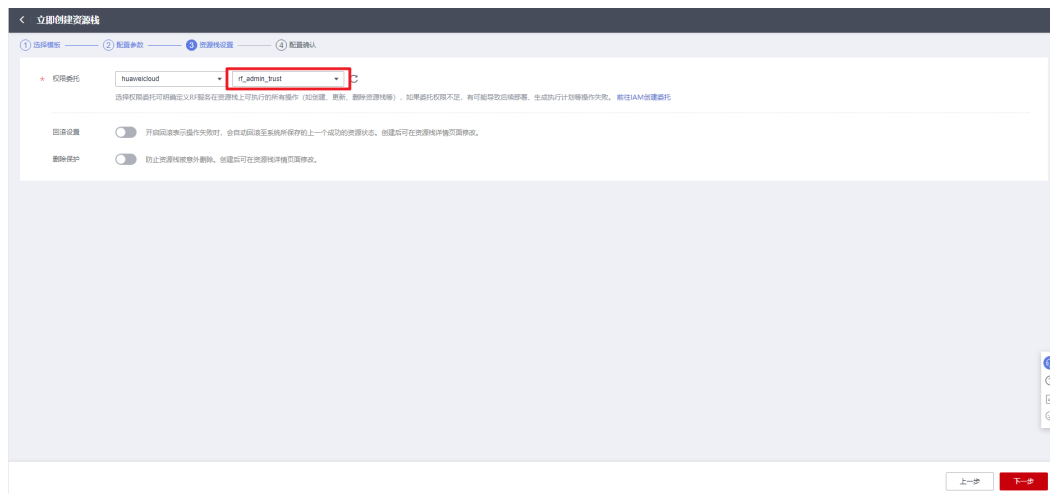 立即创建资源栈
1 选择模板 2 配置参数 3 资源栈设置 4 配置确认
* 权限委托 huaweicloud rf_admin_trust
选择权限委托可明确定义RF服务在资源栈上可执行的所有操作（如创建、更新、删除资源栈等），如果委托权限不足，有可能导致后续部署、生成执行计划等操作失败。 前往IAM创建委托
回滚设置 开启回滚表示操作失败时，会自动回滚至系统所保存的上一个成功的资源状态。创建后可在资源栈详情页面修改。
删除保护 防止资源栈被意外删除。创建后可在资源栈详情页面修改。
上一步 下一步